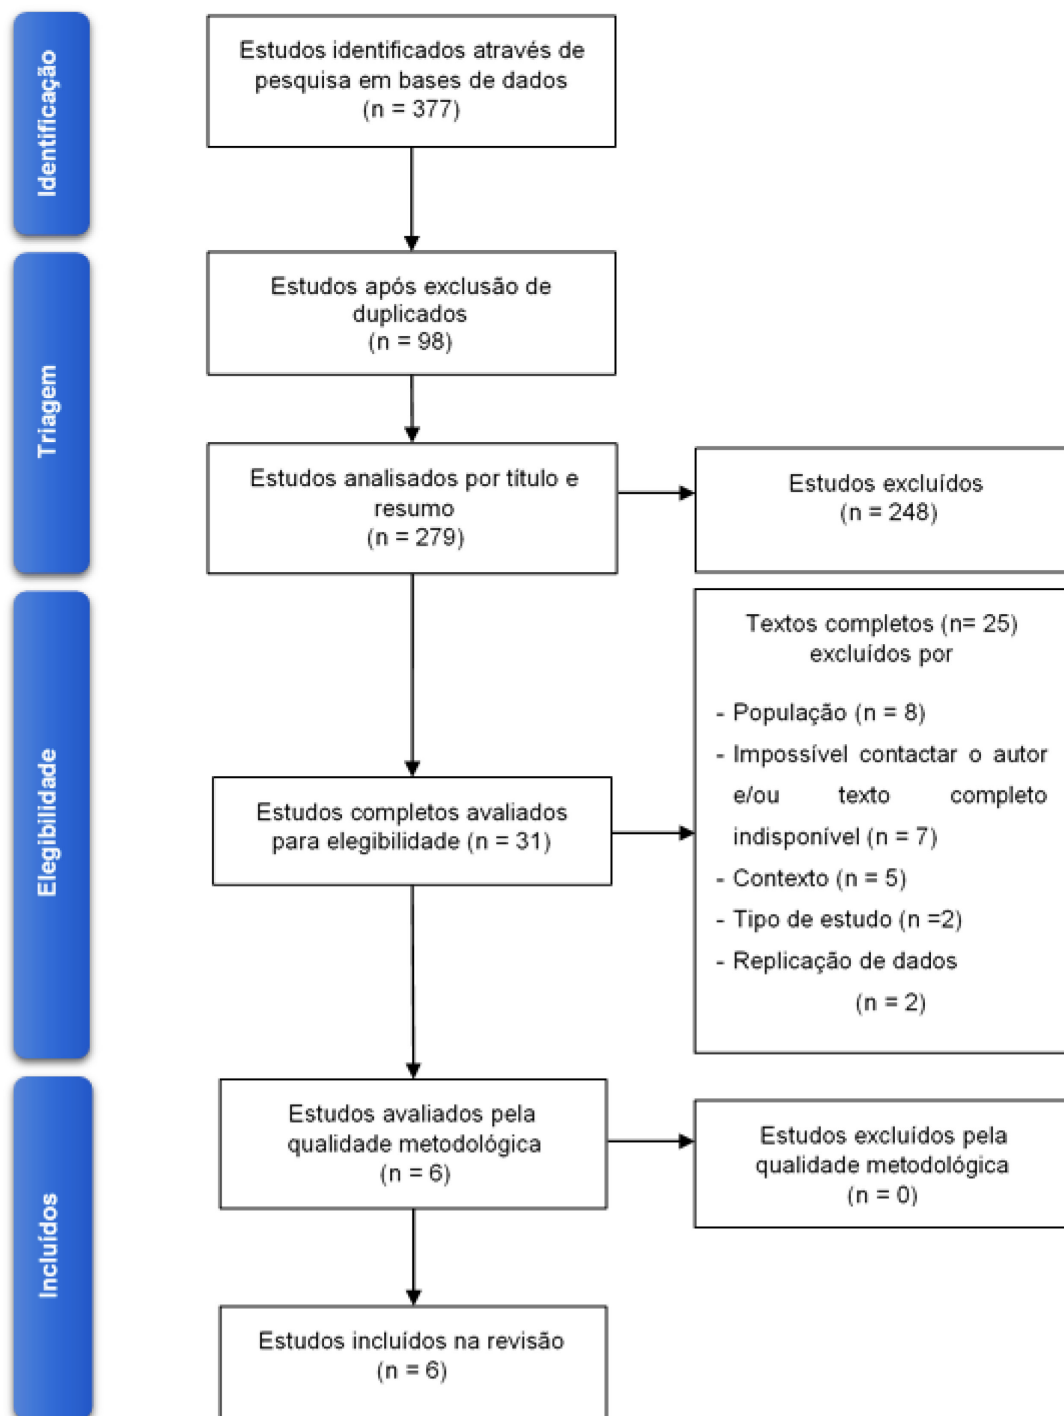 Identificação
Estudos identificados através de
pesquisa em bases de dados
(n = 377)
Triagem
Estudos após exclusão de
duplicados
(n = 98)
Estudos analisados por título e
resumo
(n = 279)
Estudos excluídos
(n = 248)
Elegibilidade
Textos completos (n= 25)
excluídos por
- População (n = 8)
- Impossível contactar o autor
e/ou texto completo
indisponível (n = 7)
- Contexto (n = 5)
- Tipo de estudo (n =2)
- Replicação de dados
(n = 2)
Estudos completos avaliados
para elegibilidade (n = 31)
Incluídos
Estudos avaliados pela
qualidade metodológica
(n = 6)
Estudos excluídos pela
qualidade metodológica
(n = 0)
Estudos incluídos na revisão
(n = 6)